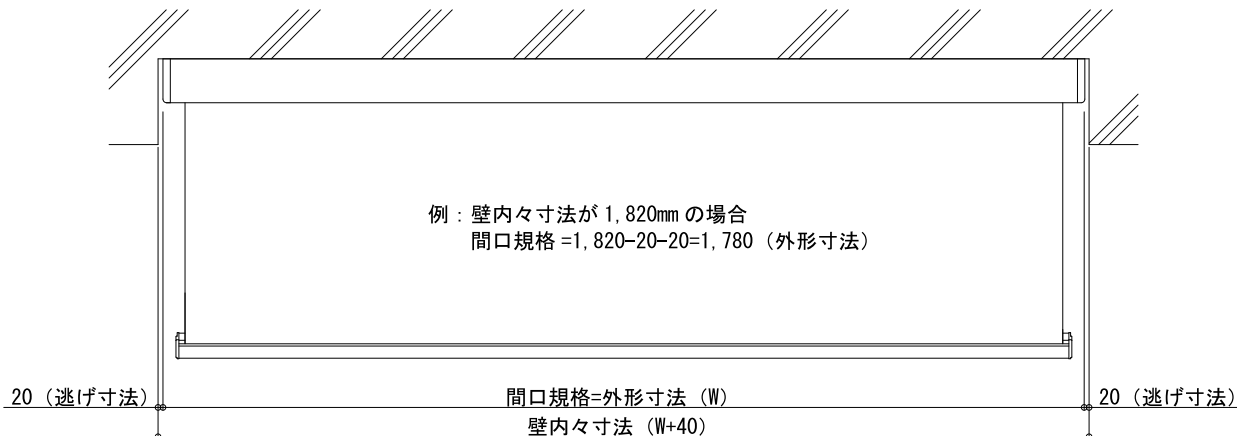 例：壁内々寸法が1,820mmの場合
間口規格=1,820-20-20=1,780（外形寸法）
20（逃げ寸法） 間口規格=外形寸法（W） 20（逃げ寸法）
壁内々寸法（W+40）